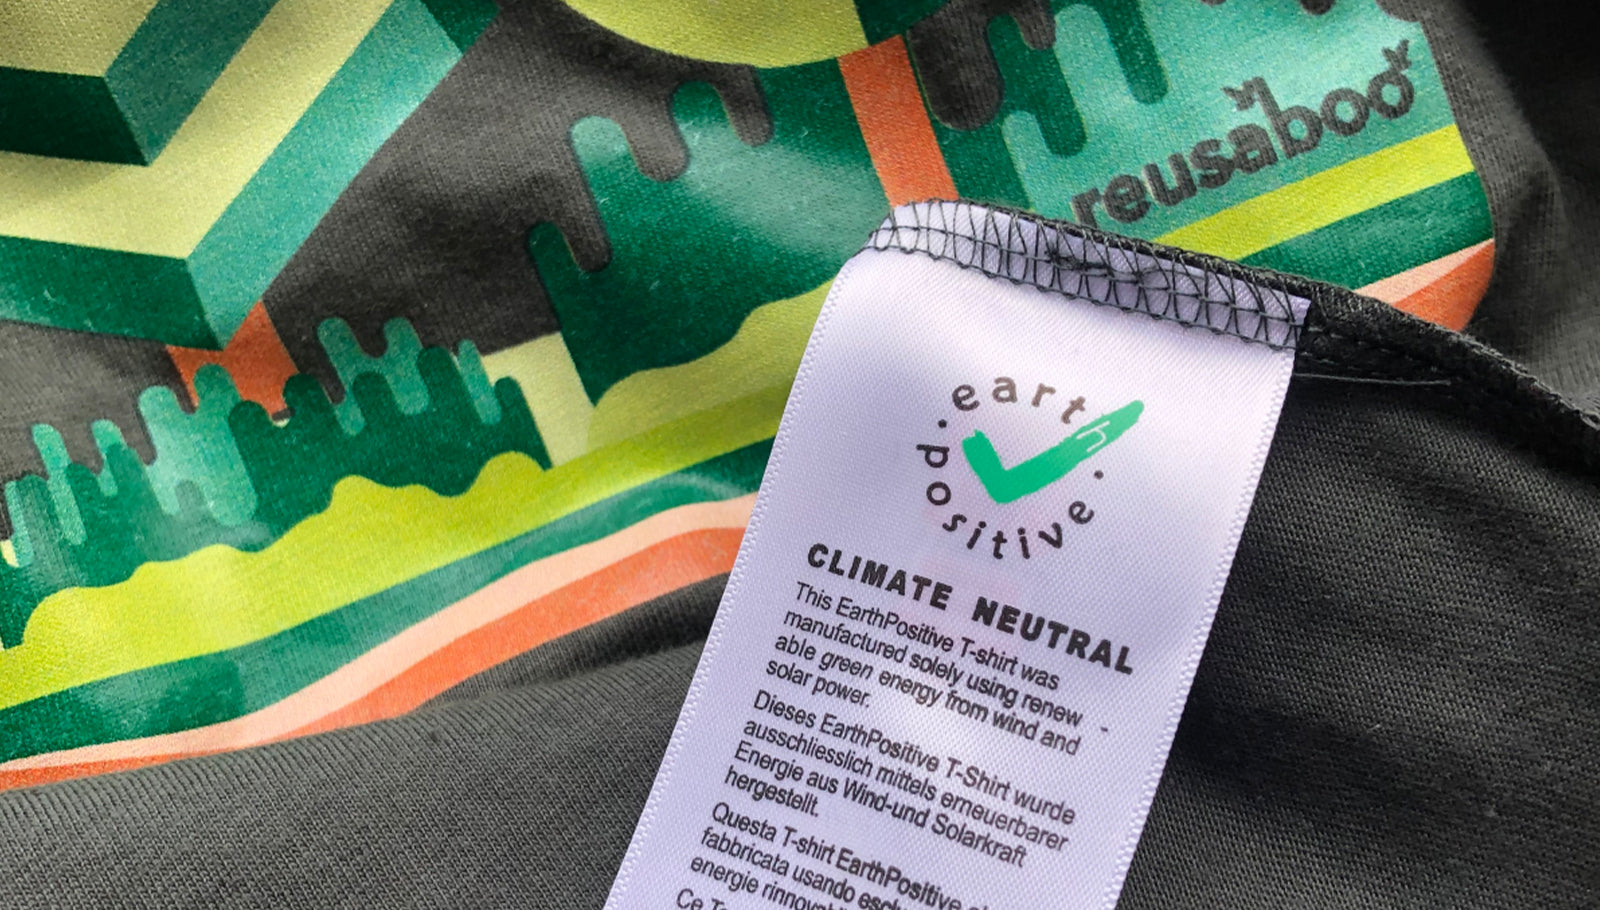 reusaboo
earth
positive
CLIMATE NEUTRAL
This EarthPositive T-shirt was
manufactured solely using renew -
able green energy from wind and
solar power.
Dieses EarthPositive T-Shirt wurde
ausschliesslich mittels erneuerbarer
Energie aus Wind-und Solarkraft
hergestellt.
Questa T-shirt EarthPositive
fabbricata usando
energie
Ce